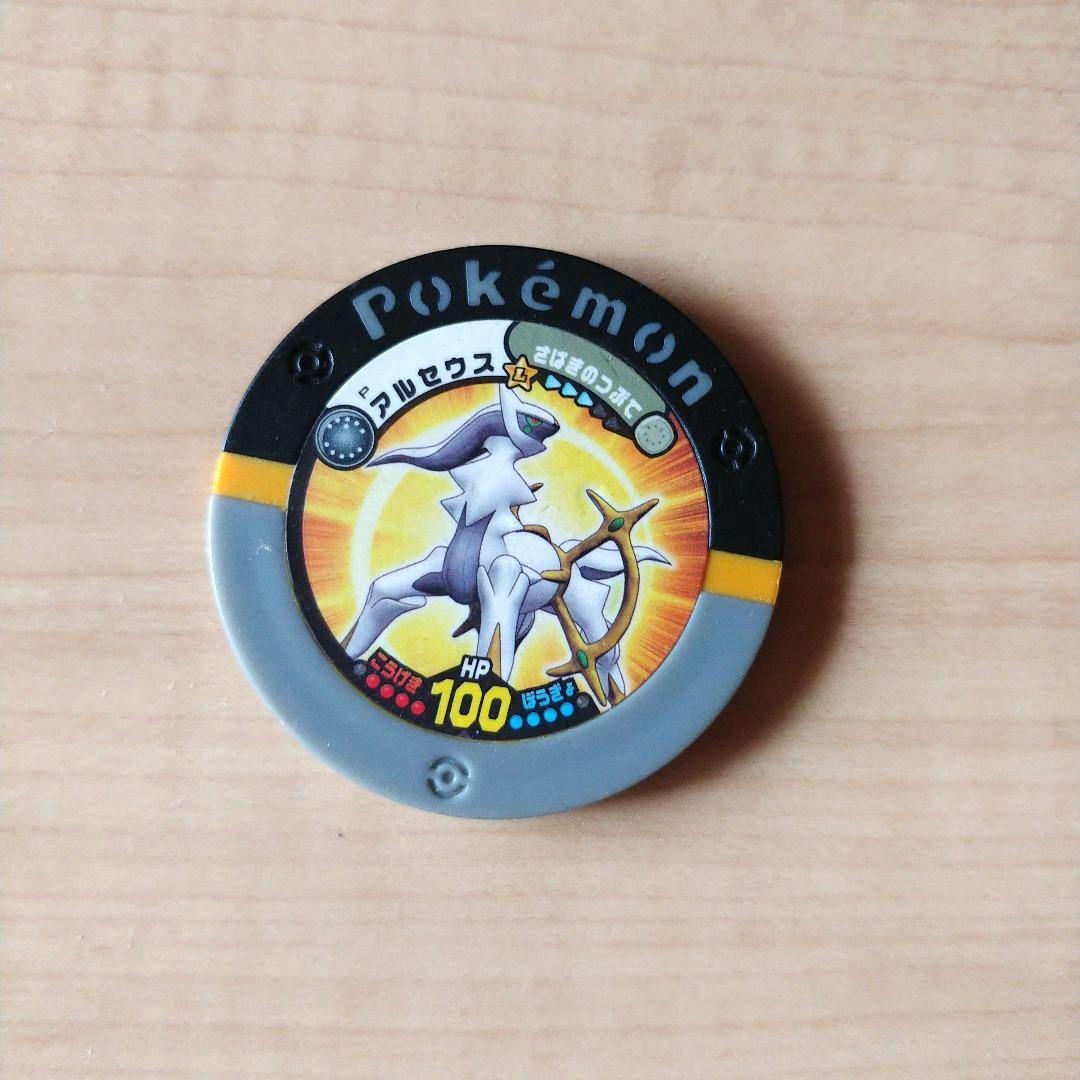 Pokémon
P アルセウス
L
さばきのつぶて
こうげき
HP
100
ぼうぎょ